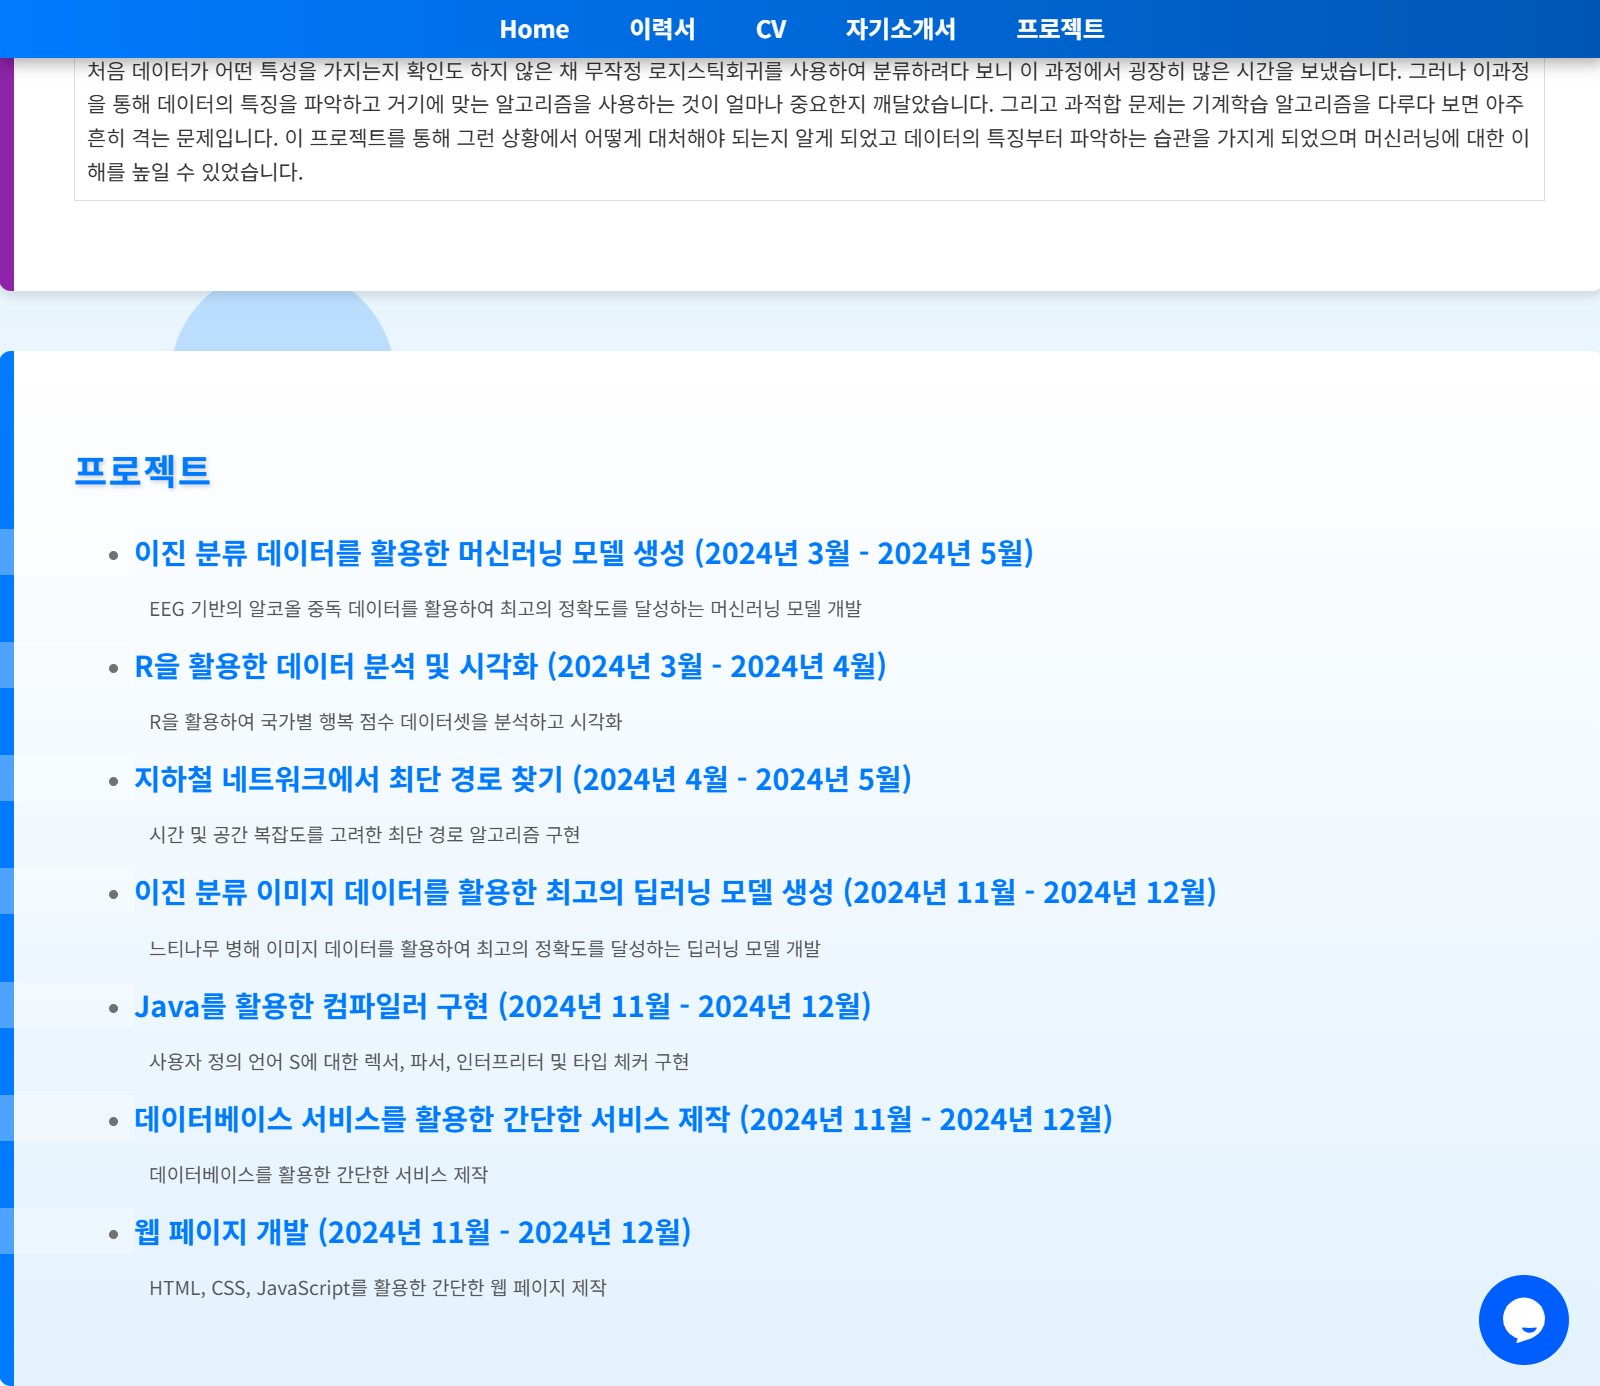 Home 이력서 CV 자기소개서 프로젝트
처음 데이터가 어떤 특성을 가지는지 확인도 하지 않은 채 무작정 로지스틱회귀를 사용하여 분류하려다 보니 이 과정에서 굉장히 많은 시간을 보냈습니다. 그러나 이과정
을 통해 데이터의 특징을 파악하고 거기에 맞는 알고리즘을 사용하는 것이 얼마나 중요한지 깨달았습니다. 그리고 과적합 문제는 기계학습 알고리즘을 다루다 보면 아주
흔히 격는 문제입니다. 이 프로젝트를 통해 그런 상황에서 어떻게 대처해야 되는지 알게 되었고 데이터의 특징부터 파악하는 습관을 가지게 되었으며 머신러닝에 대한 이
해를 높일 수 있었습니다.
프로젝트
이진 분류 데이터를 활용한 머신러닝 모델 생성 (2024년 3월 - 2024년 5월)
EEG 기반의 알코올 중독 데이터를 활용하여 최고의 정확도를 달성하는 머신러닝 모델 개발
R을 활용한 데이터 분석 및 시각화 (2024년 3월 - 2024년 4월)
R을 활용하여 국가별 행복 점수 데이터셋을 분석하고 시각화
지하철 네트워크에서 최단 경로 찾기 (2024년 4월 - 2024년 5월)
시간 및 공간 복잡도를 고려한 최단 경로 알고리즘 구현
이진 분류 이미지 데이터를 활용한 최고의 딥러닝 모델 생성 (2024년 11월 - 2024년 12월)
느티나무 병해 이미지 데이터를 활용하여 최고의 정확도를 달성하는 딥러닝 모델 개발
Java를 활용한 컴파일러 구현 (2024년 11월 - 2024년 12월)
사용자 정의 언어 S에 대한 렉서, 파서, 인터프리터 및 타입 체커 구현
데이터베이스 서비스를 활용한 간단한 서비스 제작 (2024년 11월 - 2024년 12월)
데이터베이스를 활용한 간단한 서비스 제작
웹 페이지 개발 (2024년 11월 - 2024년 12월)
HTML, CSS, JavaScript를 활용한 간단한 웹 페이지 제작